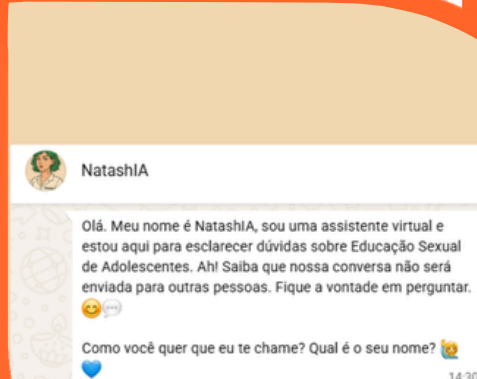 NatashIA
Olá. Meu nome é NatashIA, sou uma assistente virtual e
estou aqui para esclarecer dúvidas sobre Educação Sexual
de Adolescentes. Ah! Saiba que nossa conversa não será
enviada para outras pessoas. Fique a vontade em perguntar.
😊💬
Como você quer que eu te chame? Qual é o seu nome? 🙋
💙
14:30